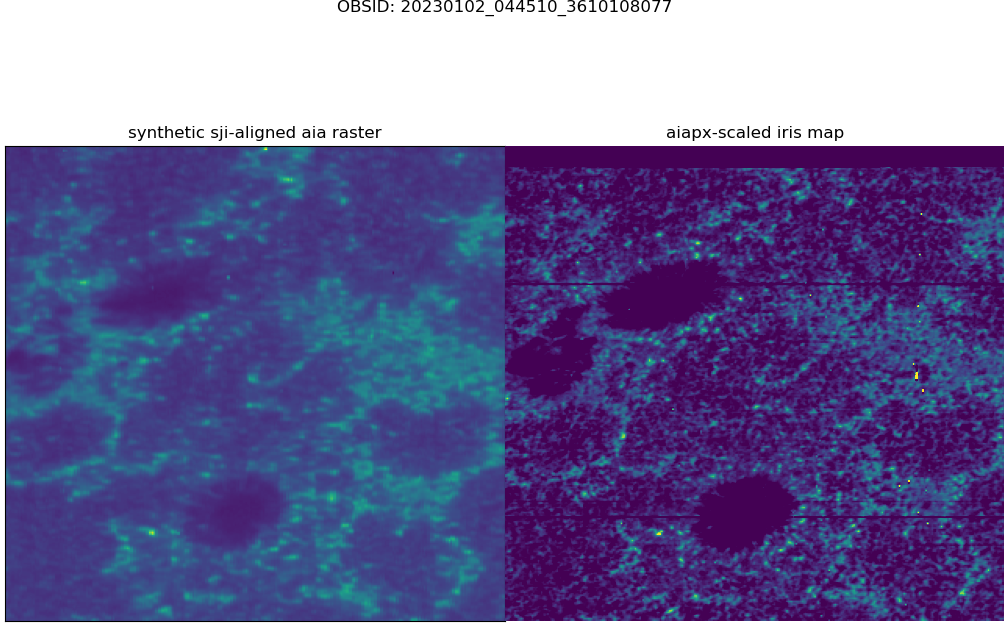 OBSID: 20230102_044510_3610108077
synthetic sji-aligned aia raster
aiapx-scaled iris map